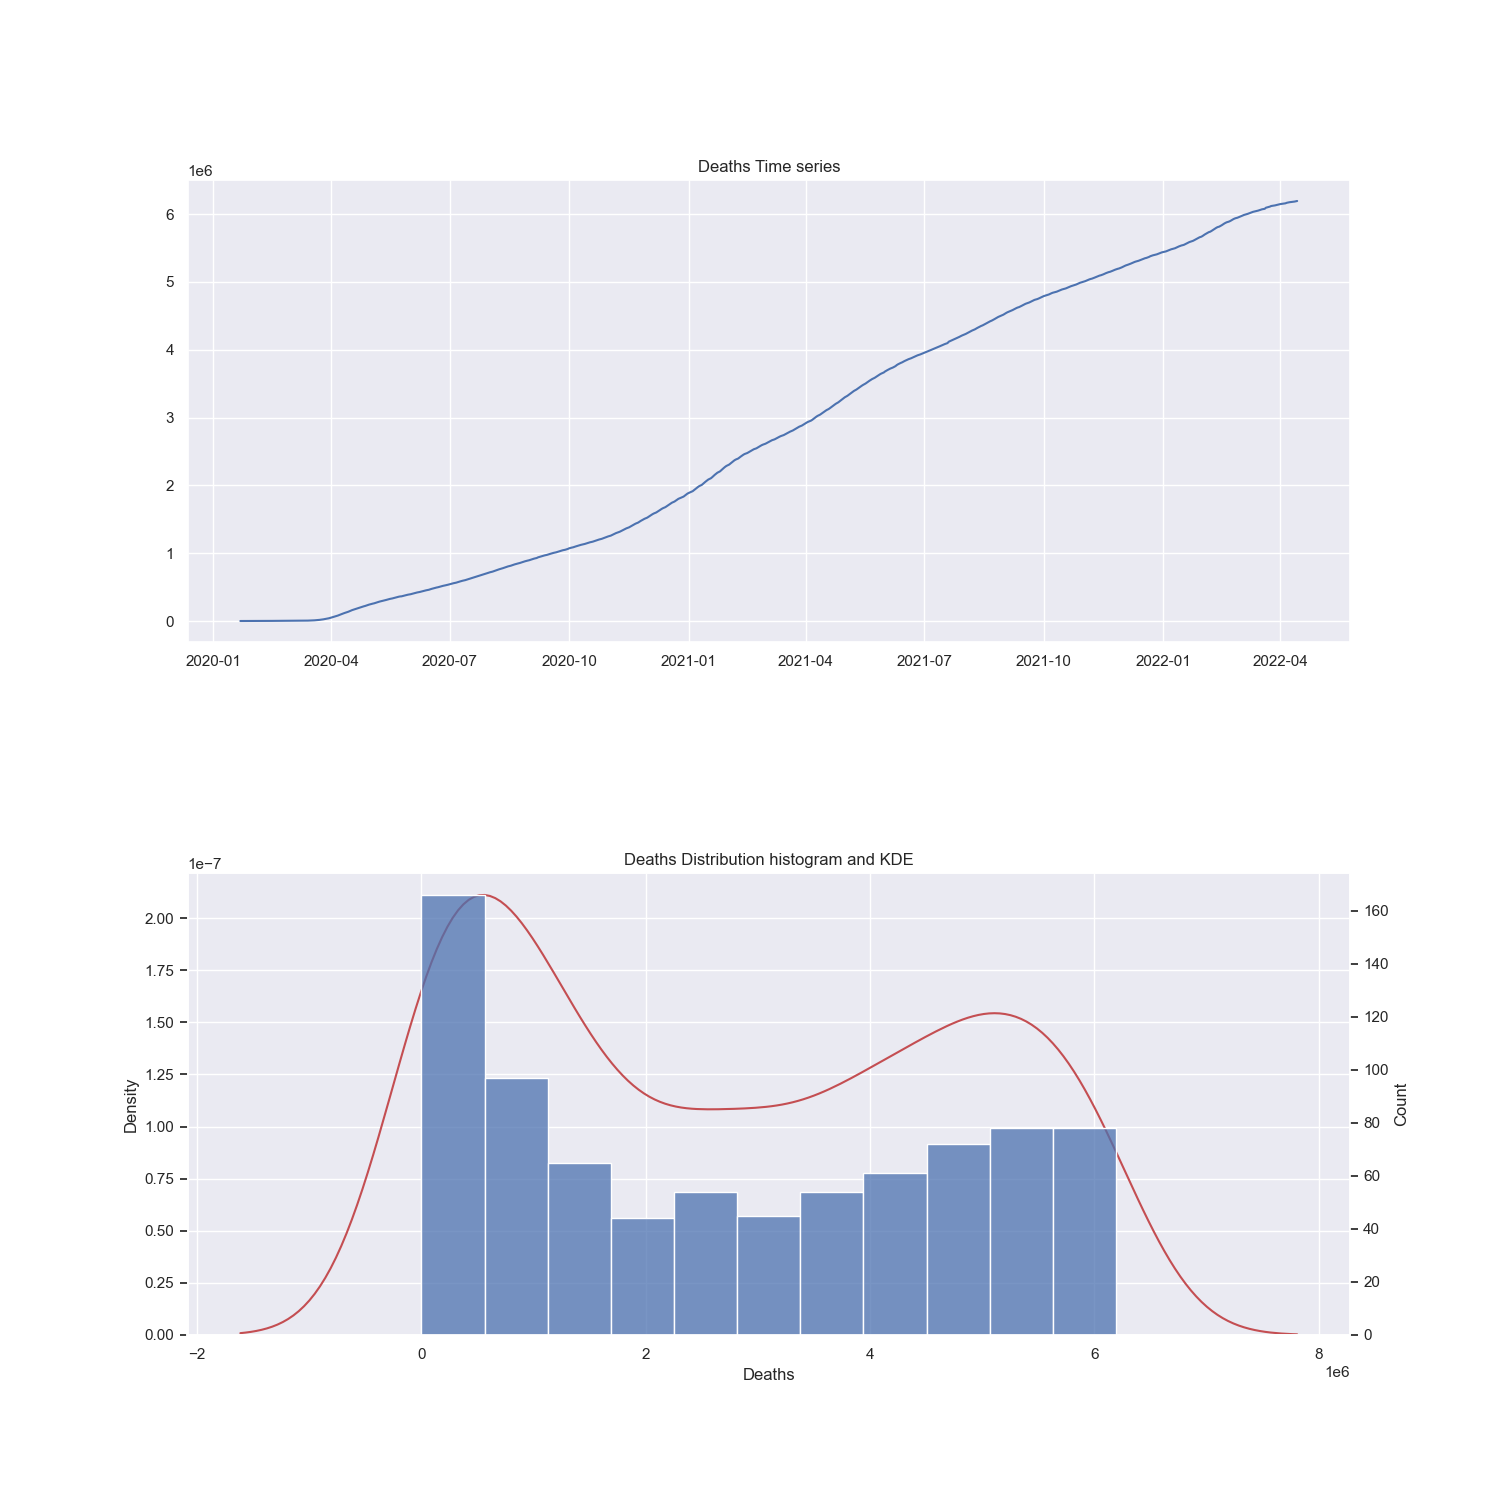 Deaths Time series
1e6
6
5
4
3
2
1
0
2020-01 2020-04 2020-07 2020-10 2021-01 2021-04 2021-07 2021-10 2022-01 2022-04
Deaths Distribution histogram and KDE
1e−7
2.00
1.75
1.50
1.25
1.00
0.75
0.50
0.25
0.00
Density
160
140
120
100
80
60
40
20
0
Count
−2 0 2 4 6 8
Deaths
1e6